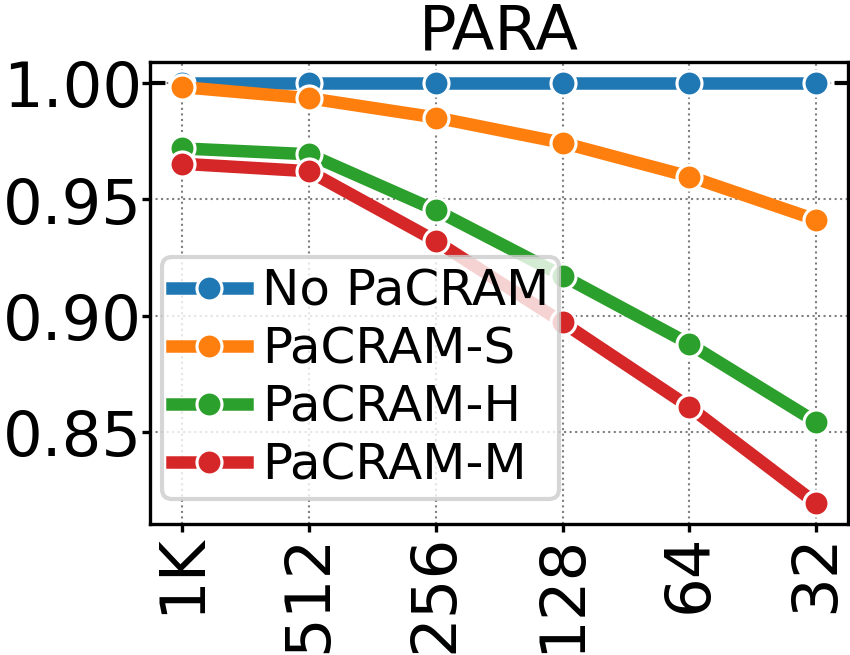 PARA
1.00
0.95
0.90
0.85
No PaCRAM
PaCRAM-S
PaCRAM-H
PaCRAM-M
1K
512
256
128
64
32